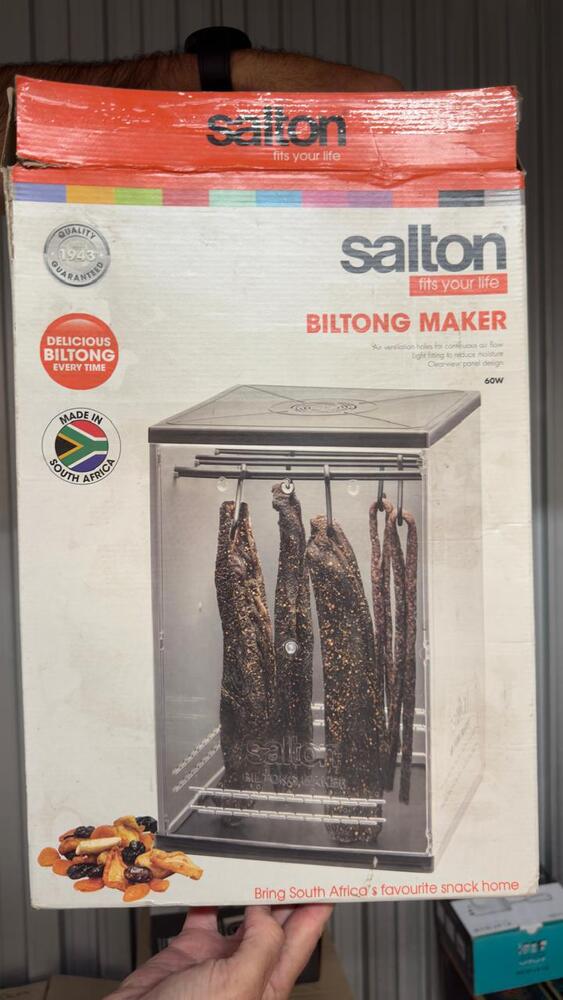 salton
fits your life
QUALITY
1943
GUARANTEED
salton
fits your life
BILTONG MAKER
Air ventilation holes for continuous air flow
Light fitting to reduce moisture
Clear-view panel design
60W
DELICIOUS
BILTONG
EVERY TIME
MADE IN
SOUTH AFRICA
salton
BILTONG MAKER
Bring South Africa's favourite snack home